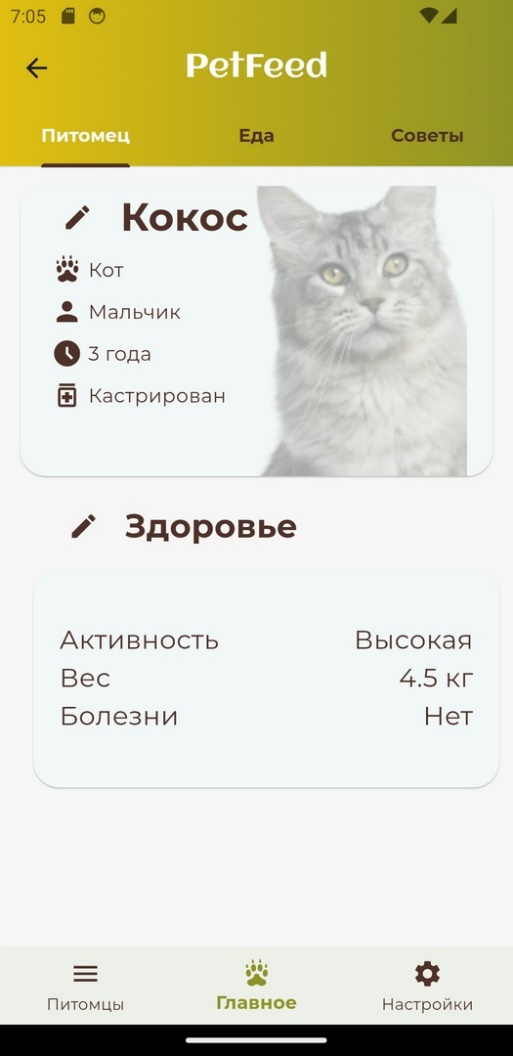 7:05
PetFeed
Питомец Еда Советы
Кокос
Кот
Мальчик
3 года
Кастрирован
Здоровье
Активность Высокая
Вес 4.5 кг
Болезни Нет
Питомцы Главное Настройки